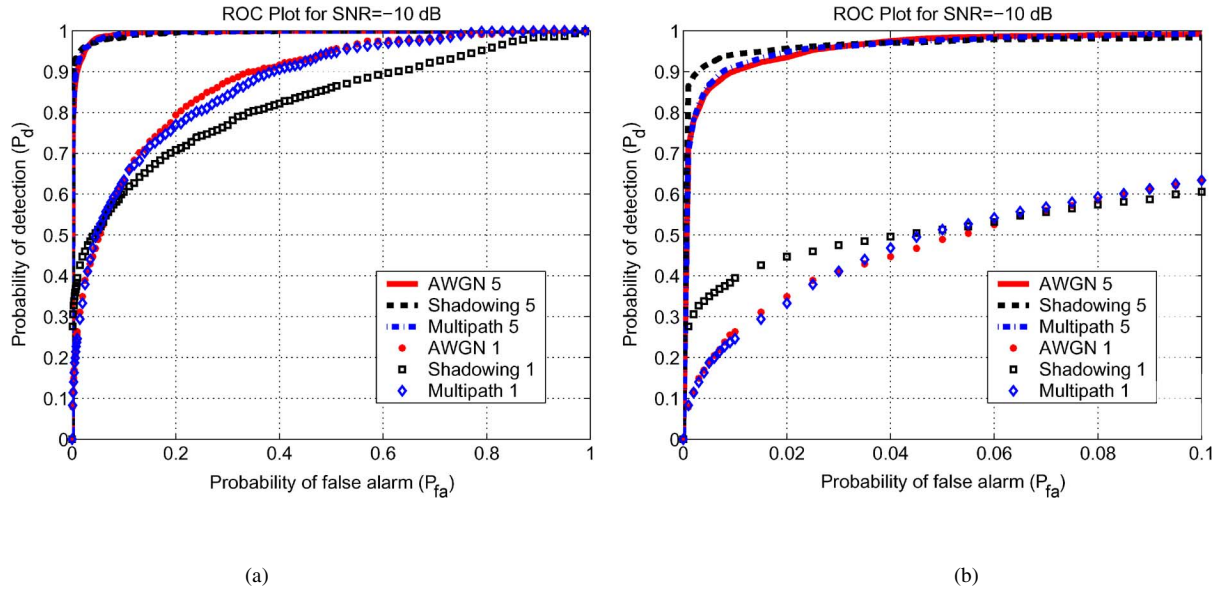 ROC Plot for SNR=−10 dB
Probability of detection (P_d)
1
0.9
0.8
0.7
0.6
0.5
0.4
0.3
0.2
0.1
0
AWGN 5
Shadowing 5
Multipath 5
AWGN 1
Shadowing 1
Multipath 1
0 0.2 0.4 0.6 0.8 1
Probability of false alarm (P_fa)
(a)
ROC Plot for SNR=−10 dB
Probability of detection (P_d)
1
0.9
0.8
0.7
0.6
0.5
0.4
0.3
0.2
0.1
0
AWGN 5
Shadowing 5
Multipath 5
AWGN 1
Shadowing 1
Multipath 1
0 0.02 0.04 0.06 0.08 0.1
Probability of false alarm (P_fa)
(b)